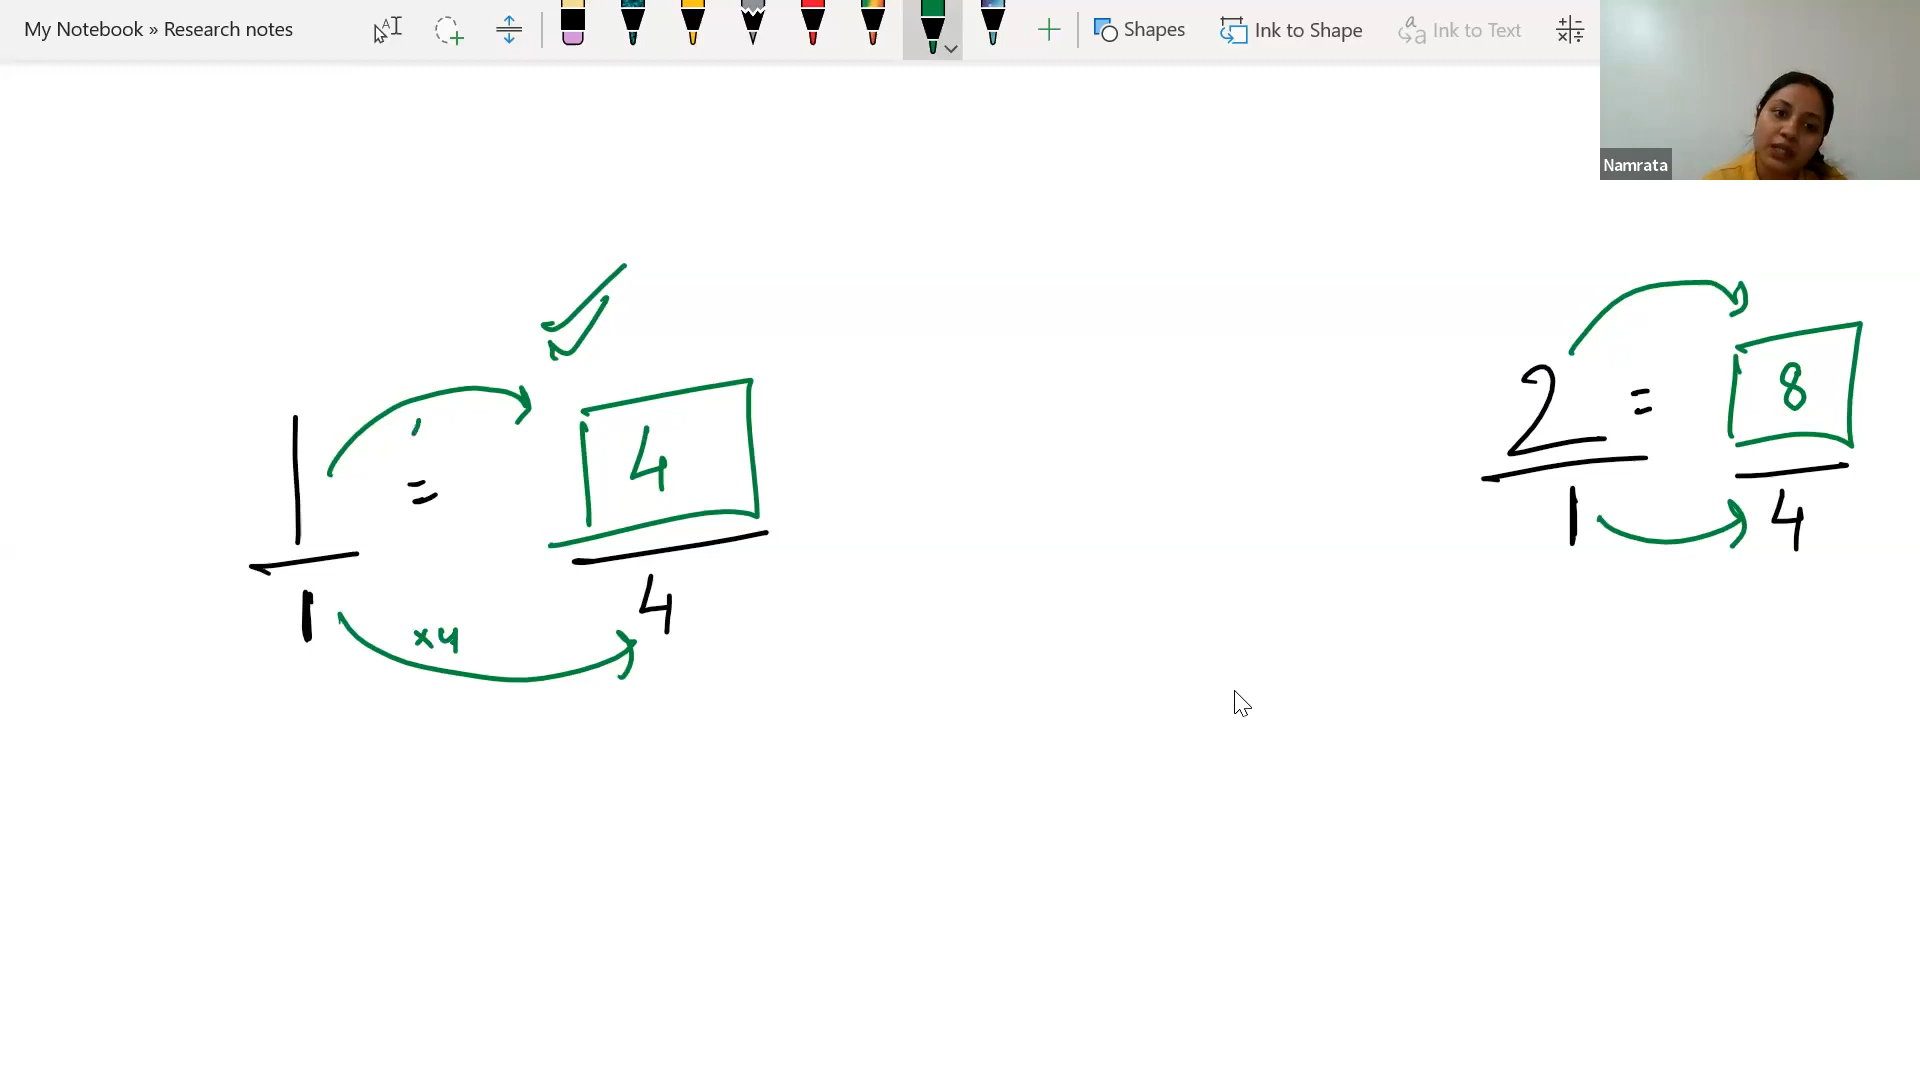 My Notebook » Research notes
Shapes
Ink to Shape
Ink to Text
Namrata
1/1 = 4/4
×4
2/1 = 8/4